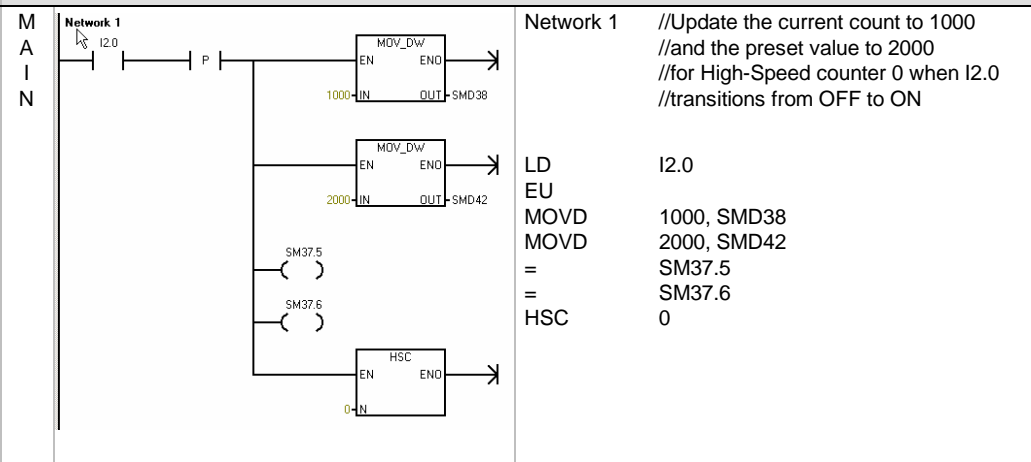 M
A
I
N
Network 1
I2.0
P
MOV_DW
EN ENO
1000 IN OUT SMD38
MOV_DW
EN ENO
2000 IN OUT SMD42
SM37.5
SM37.6
HSC
EN ENO
0 N
Network 1 //Update the current count to 1000
//and the preset value to 2000
//for High-Speed counter 0 when I2.0
//transitions from OFF to ON
LD I2.0
EU
MOVD 1000, SMD38
MOVD 2000, SMD42
= SM37.5
= SM37.6
HSC 0